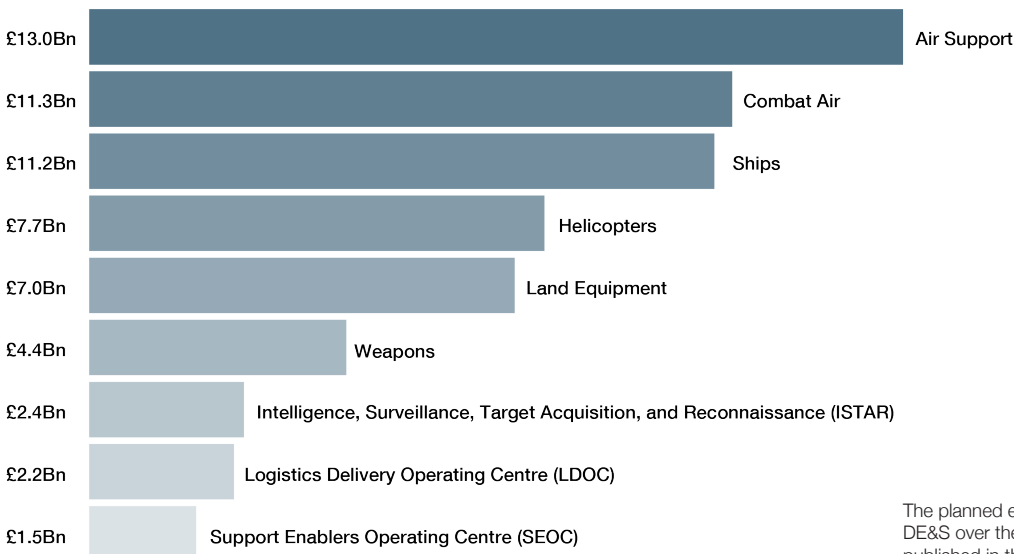 £13.0Bn Air Support
£11.3Bn Combat Air
£11.2Bn Ships
£7.7Bn Helicopters
£7.0Bn Land Equipment
£4.4Bn Weapons
£2.4Bn Intelligence, Surveillance, Target Acquisition, and Reconnaissance (ISTAR)
£2.2Bn Logistics Delivery Operating Centre (LDOC)
£1.5Bn Support Enablers Operating Centre (SEOC)
The planned
DE&S over the
published in